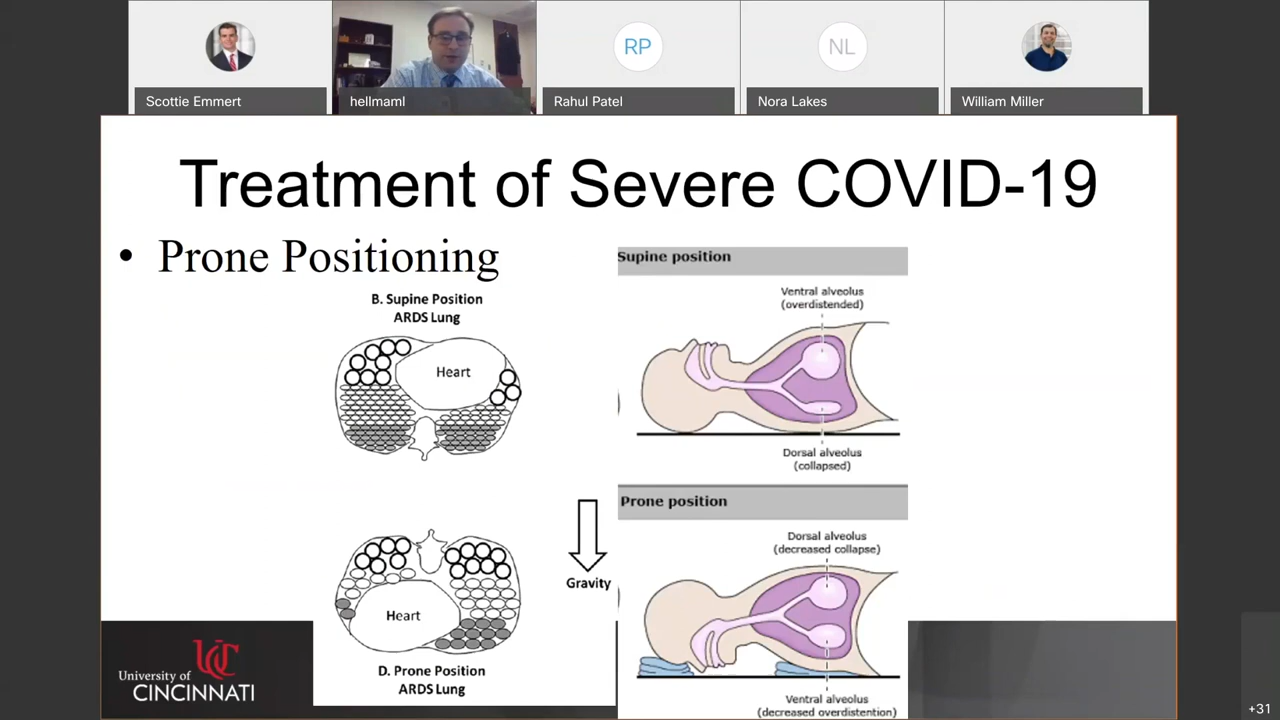 RP
NL
Scottie Emmert
hellmaml
Rahul Patel
Nora Lakes
William Miller
Treatment of Severe COVID-19
• Prone Positioning
B. Supine Position
ARDS Lung
Heart
Supine position
Ventral alveolus
(overdistended)
Dorsal alveolus
(collapsed)
Gravity
Heart
D. Prone Position
ARDS Lung
Prone position
Dorsal alveolus
(decreased collapse)
Ventral alveolus
(decreased overdistention)
UC
University of
CINCINNATI
+31